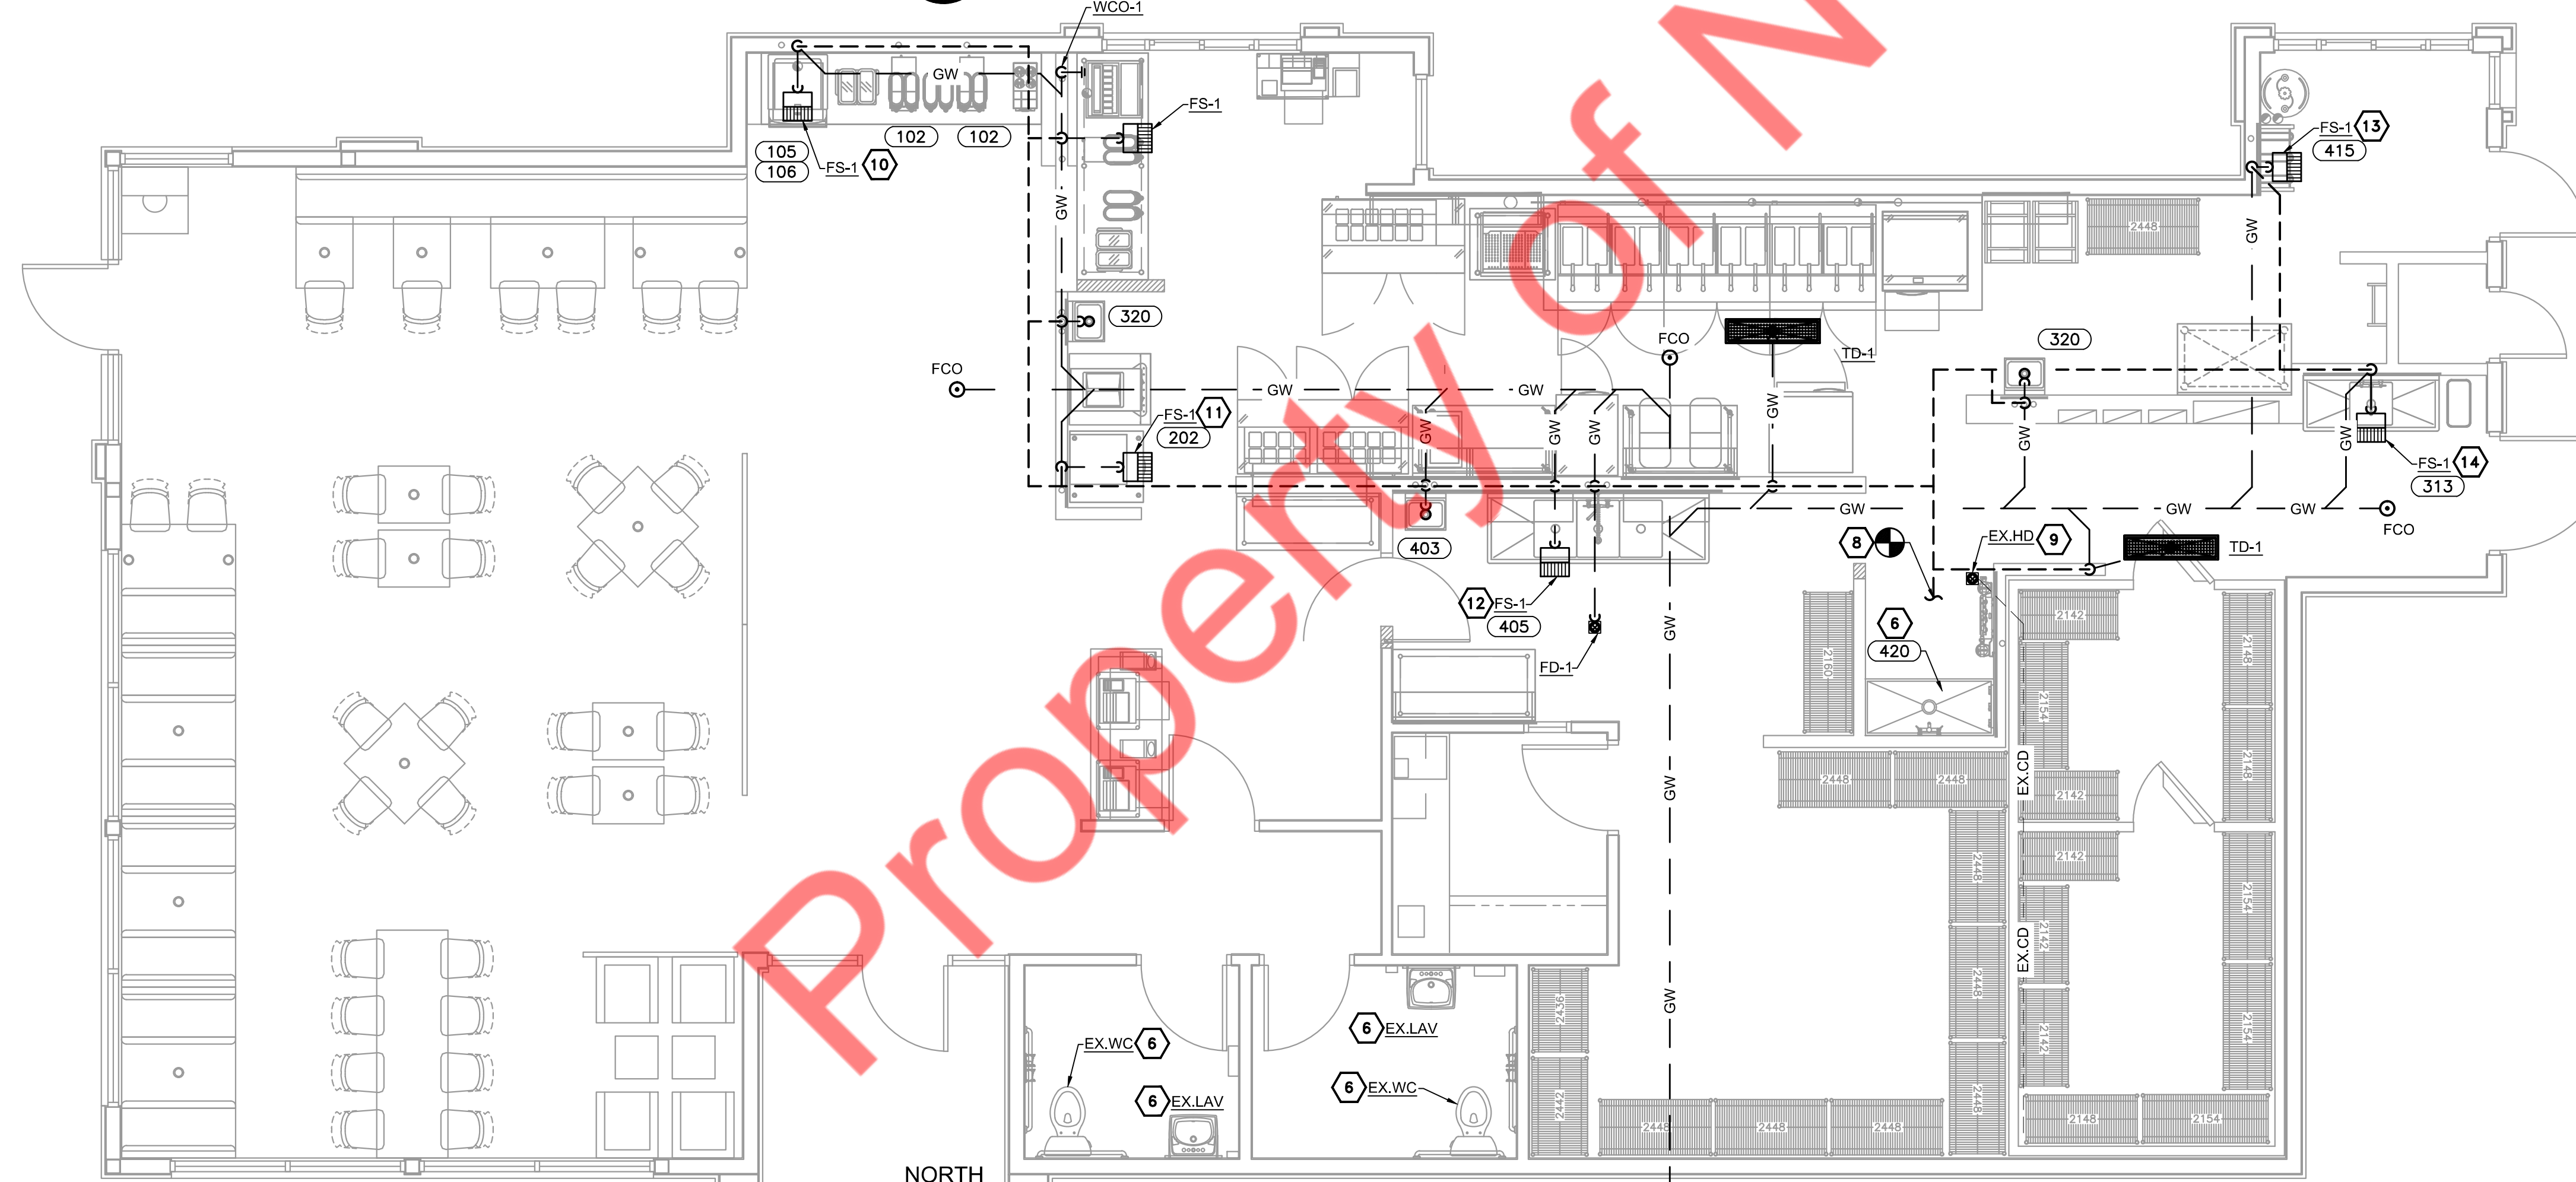 WCO-1
GW
FS-1
102
102
105
106
FS-1
10
GW
FS-1
13
415
GW
2448
320
FCO
GW
GW
FCO
TD-1
GW
320
FS-1
11
202
GW
GW
GW
GW
GW
FS-1
14
313
GW
GW
GW
FCO
403
8
EX.HD
9
TD-1
12
FS-1
405
FD-1
GW
6
420
2160
2142
2154
2148
2148
2448
2448
EX.CD
2142
2142
GW
2448
2154
EX.CD
2142
2448
2154
GW
2436
2442
2142
2448
6
EX.LAV
EX.WC
6
6
EX.LAV
6
EX.WC
2448
2448
2448
2148
2154
NORTH
Property of N